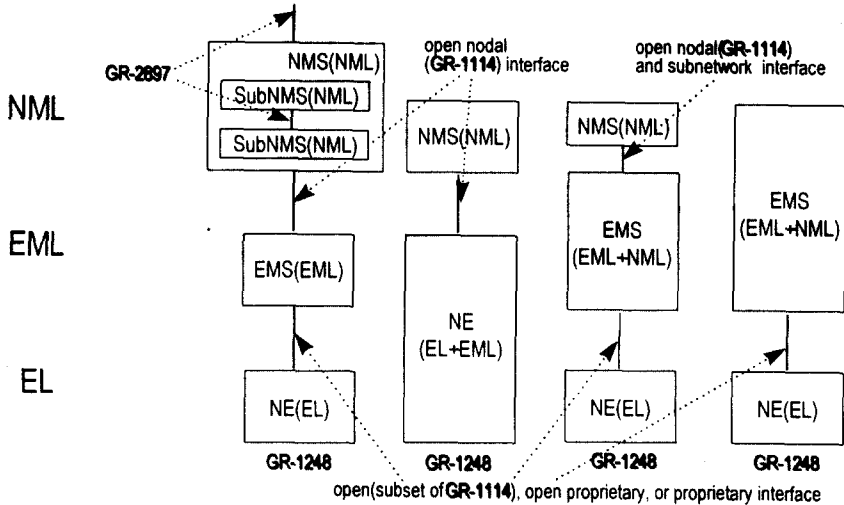 open nodal
(GR-1114) interface
open nodal(GR-1114)
and subnetwork interface
GR-2897
NMS(NML)
SubNMS(NML)
SubNMS(NML)
NMS(NML)
NMS(NML)
NML
EML
EL
EMS(EML)
NE
(EL+EML)
EMS
(EML+NML)
EMS
(EML+NML)
NE(EL)
NE(EL)
NE(EL)
GR-1248
GR-1248
GR-1248
GR-1248
open(subset of GR-1114), open proprietary, or proprietary interface